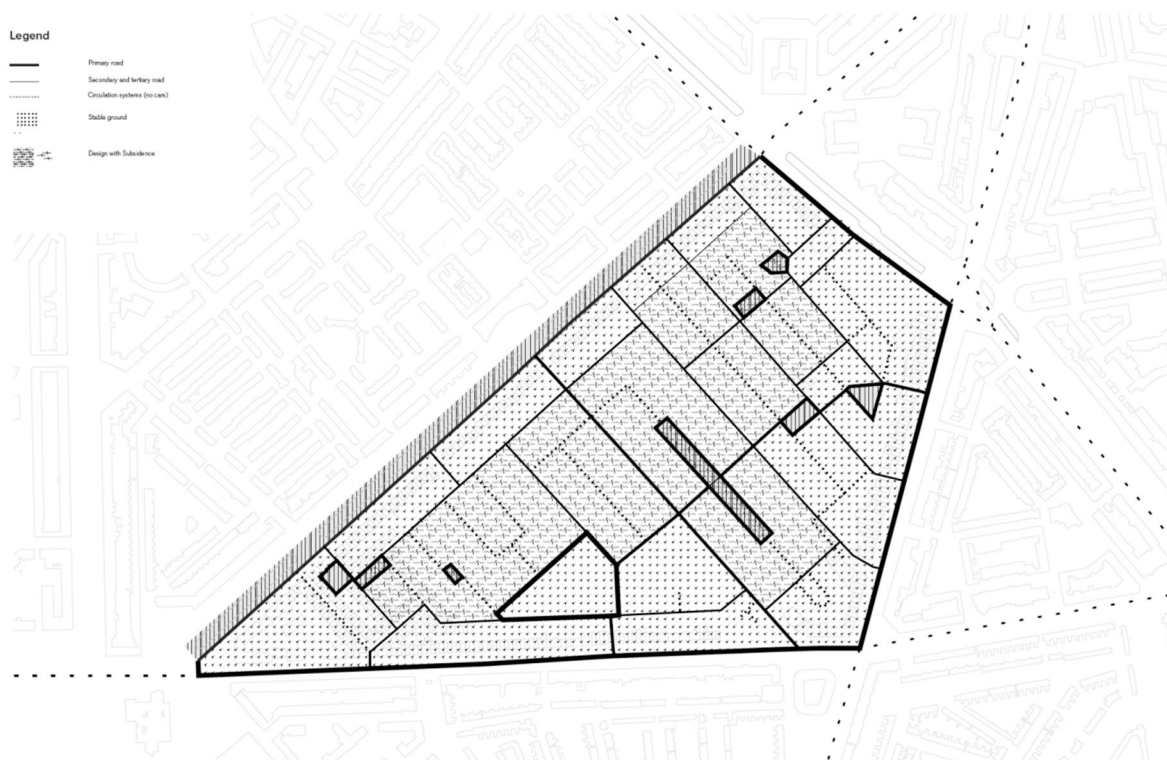 Legend
Primary road
Secondary and tertiary road
Circulation systems (no cars)
Stable ground
Design with Subsidence